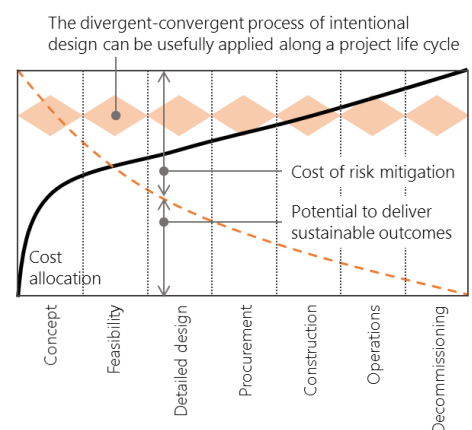 The divergent-convergent process of intentional
design can be usefully applied along a project life cycle
Cost of risk mitigation
Potential to deliver
sustainable outcomes
Cost
allocation
Concept
Feasibility
Detailed design
Procurement
Construction
Operations
Decommissioning